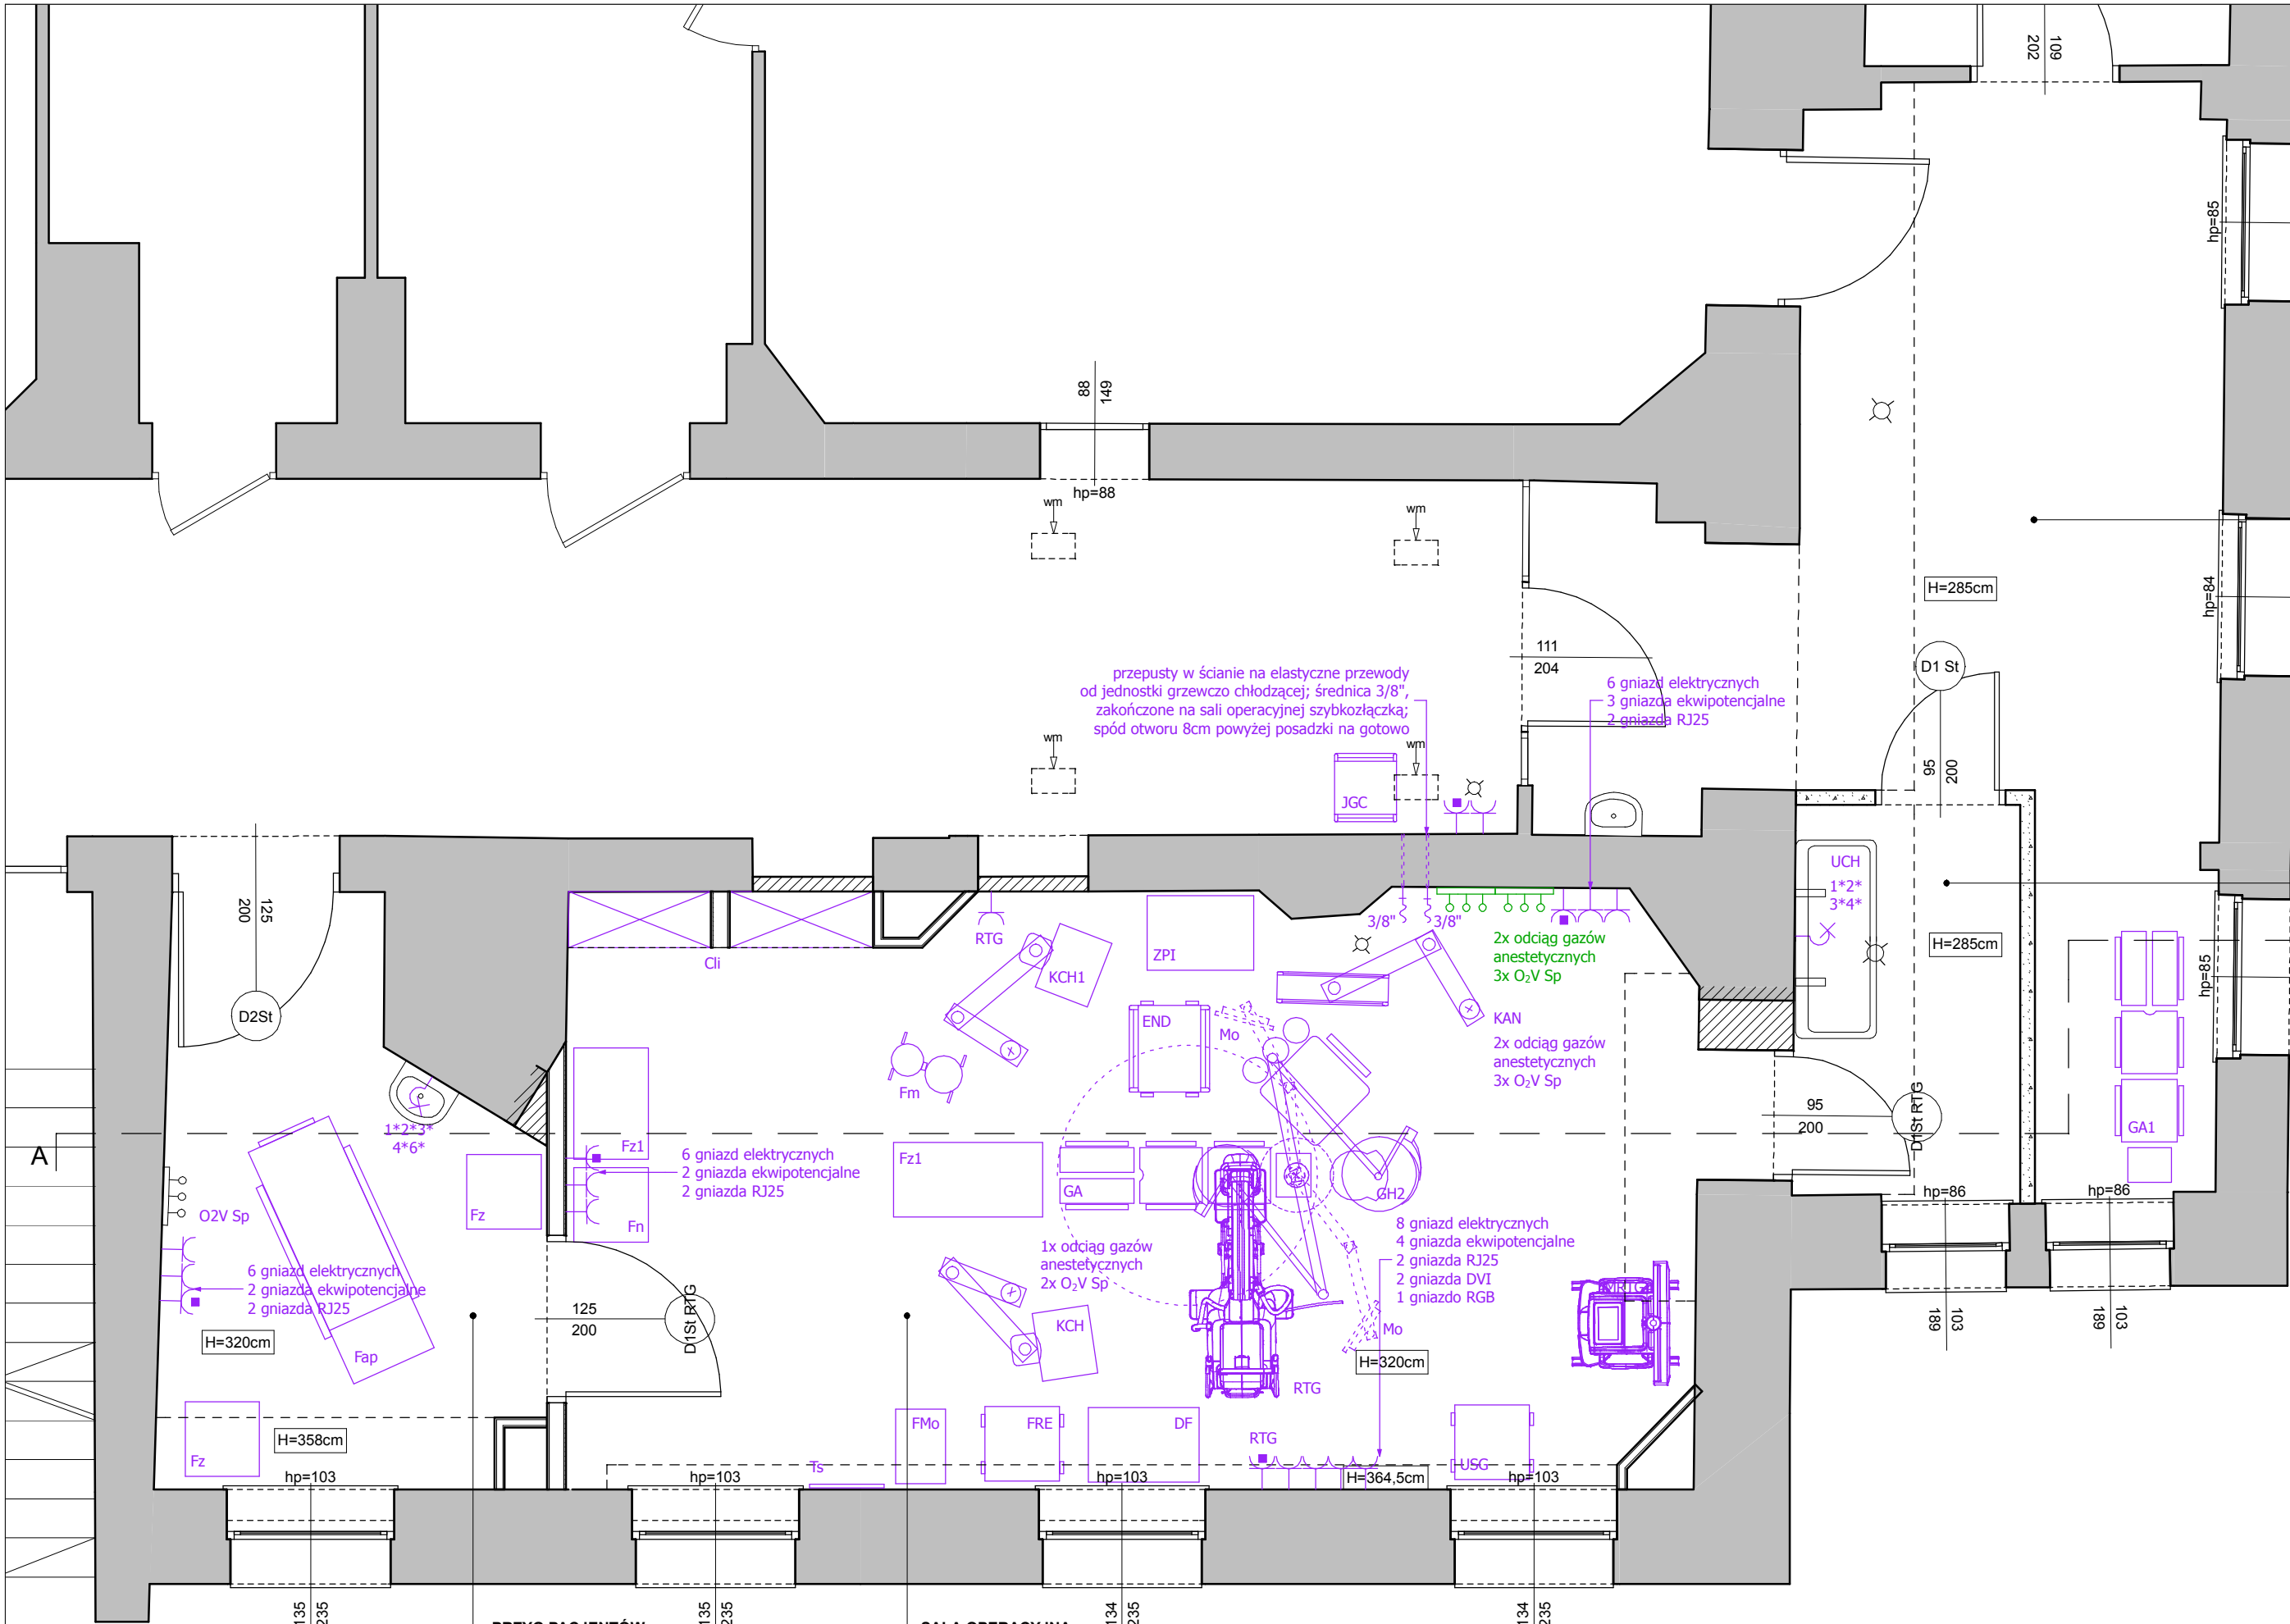 109
202
hp=85
88
149
hp=88
wm
wm
H=285cm
hp=84
111
204
D1 St
przepusty w ścianie na elastyczne przewody
od jednostki grzewczo chłodzącej; średnica 3/8",
zakończone na sali operacyjnej szybkozłączką;
spód otworu 8cm powyżej posadzki na gotowo
6 gniazd elektrycznych
3 gniazda ekwipotencjalne
2 gniazda RJ25
wm
wm
JGC
95
200
UCH
1*2*
3*4*
125
200
RTG
3/8"
3/8"
2x odciąg gazów
anestetycznych
3x O₂V Sp
H=285cm
Cli
KCH1
ZPI
hp=85
D2St
END
Mo
KAN
2x odciąg gazów
anestetycznych
3x O₂V Sp
Fm
1*2*3*
4*6*
95
200
D1St RTG
GA1
A
Fz1
Fz1
6 gniazd elektrycznych
2 gniazda ekwipotencjalne
2 gniazda RJ25
GA
GH2
hp=86
hp=86
O2V Sp
Fz
Fn
8 gniazd elektrycznych
4 gniazda ekwipotencjalne
2 gniazda RJ25
2 gniazda DVI
1 gniazdo RGB
1x odciąg gazów
anestetycznych
2x O₂V Sp
6 gniazd elektrycznych
2 gniazda ekwipotencjalne
2 gniazda RJ25
125
200
D1St RTG
KCH
Mo
103
189
103
189
H=320cm
Fap
H=320cm
RTG
FMo
FRE
DF
RTG
H=358cm
Fz
USG
Ts
hp=103
hp=103
hp=103
H=364,5cm
hp=103
135
235
135
235
134
235
134
235